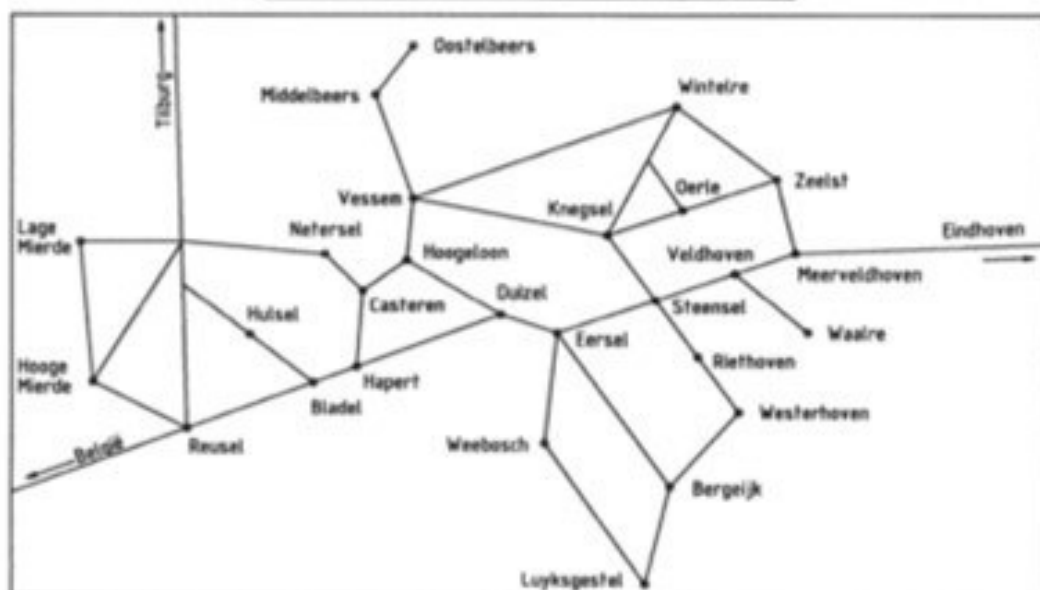 Oostelbeers
Middelbeers
Tilburg
Wintelre
Vessem
Oerle
Zeelst
Knegsel
Lage
Mierde
Netersel
Eindhoven
Hoogeloon
Veldhoven
Meerveldhoven
Casteren
Duizel
Hulsel
Steensel
Eersel
Waalre
Hooge
Mierde
Hapert
Riethoven
Bladel
Westerhoven
België
Reusel
Weebosch
Bergeijk
Luyksgestel